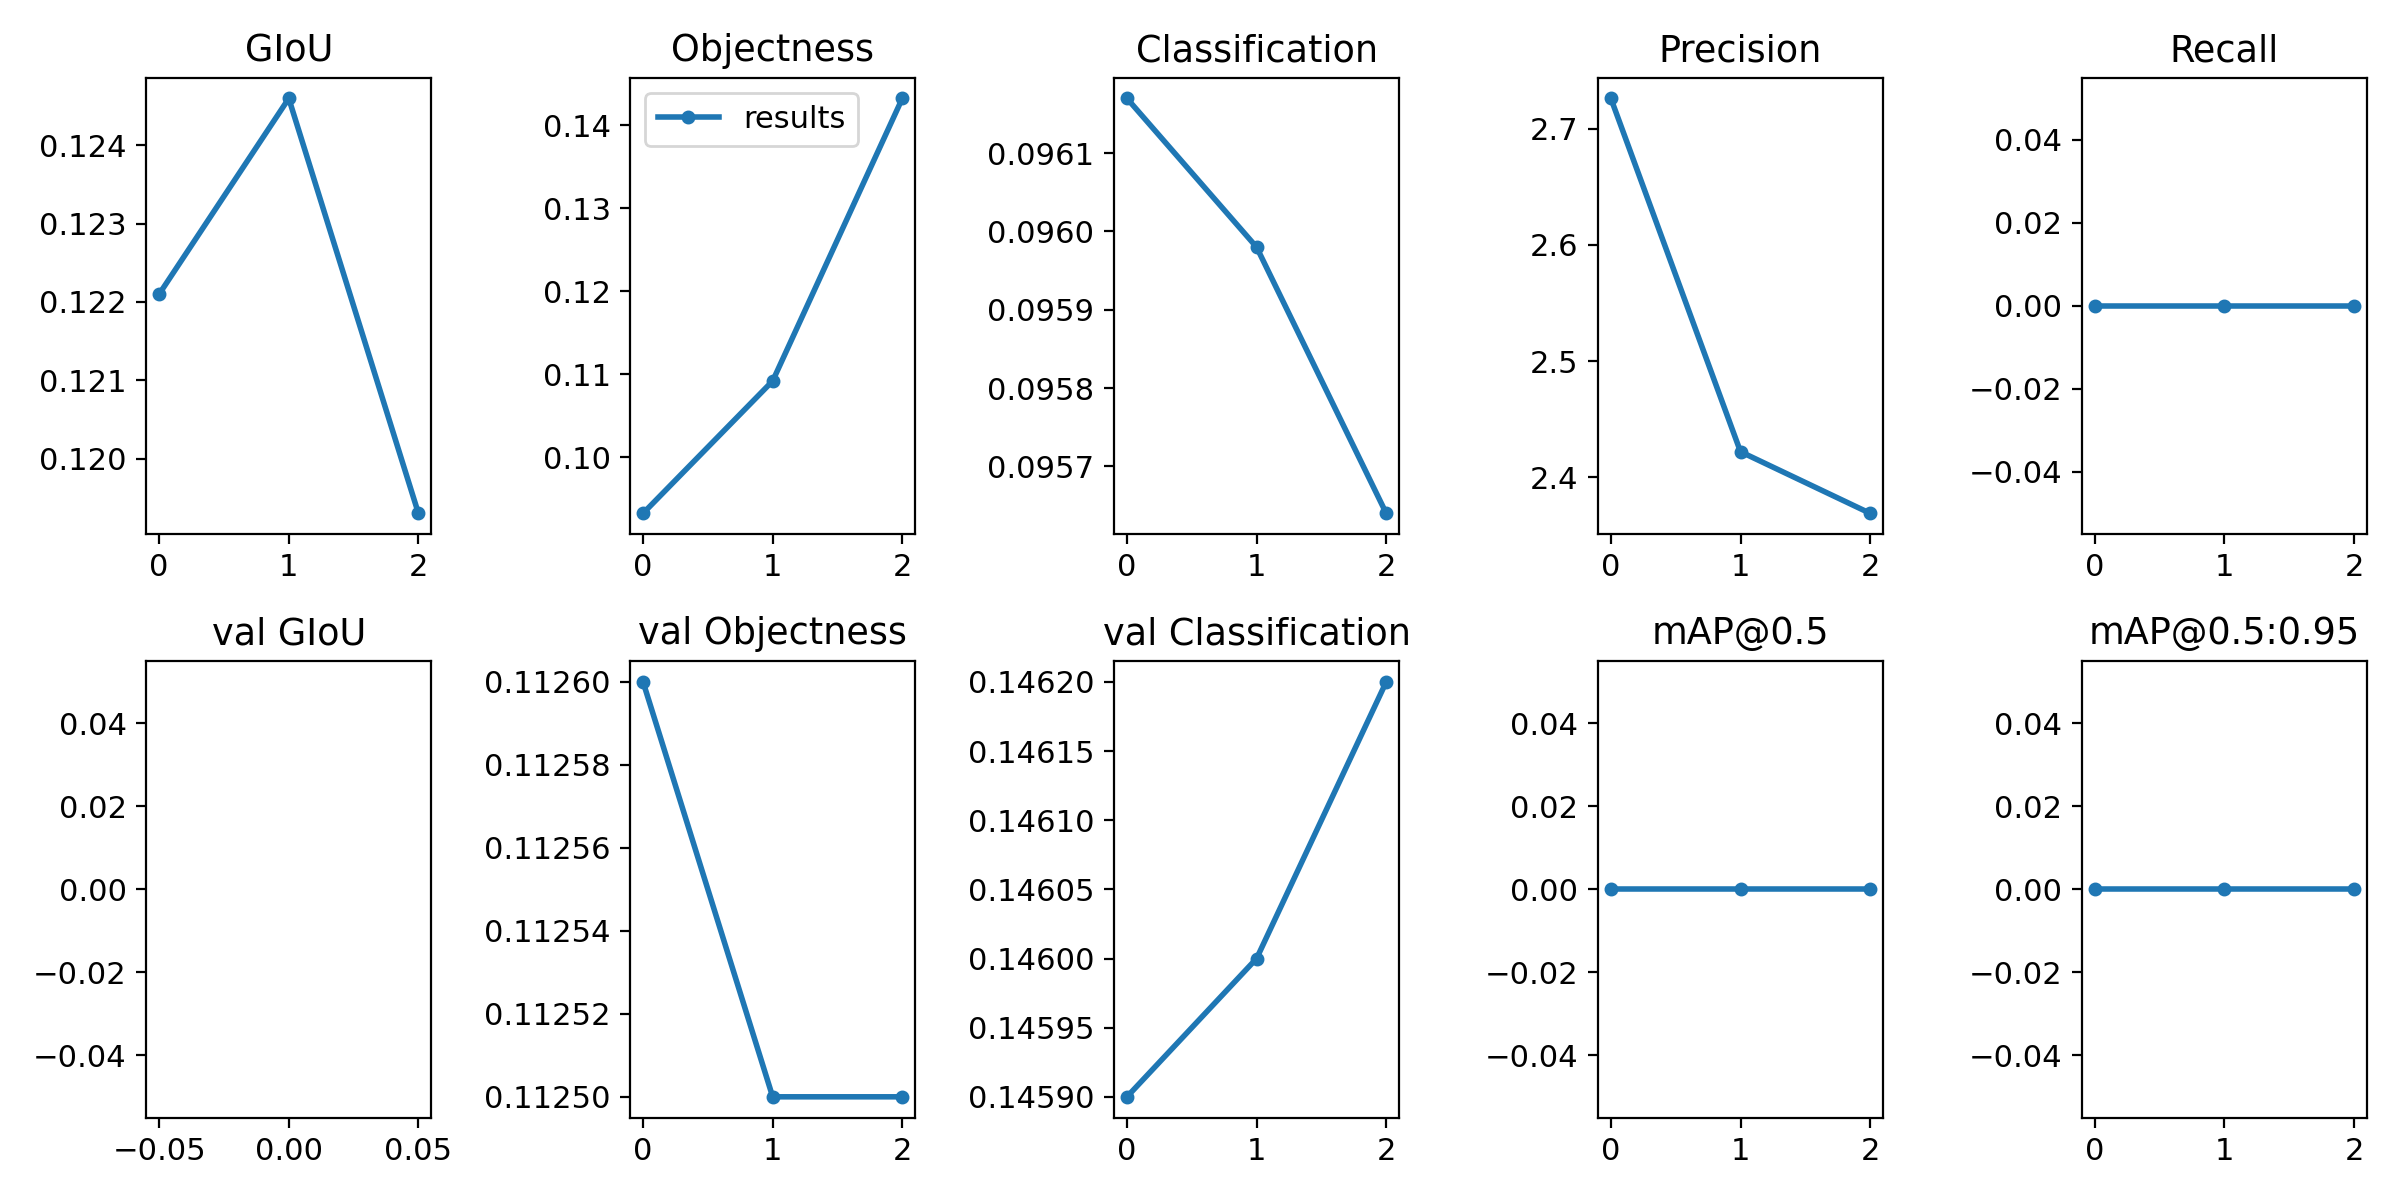 GIoU
0.124
0.123
0.122
0.121
0.120
0 1 2
Objectness
results
0.14
0.13
0.12
0.11
0.10
0 1 2
Classification
0.0961
0.0960
0.0959
0.0958
0.0957
0 1 2
Precision
2.7
2.6
2.5
2.4
0 1 2
Recall
0.04
0.02
0.00
−0.02
−0.04
0 1 2
val GIoU
0.04
0.02
0.00
−0.02
−0.04
−0.05 0.00 0.05
val Objectness
0.11260
0.11258
0.11256
0.11254
0.11252
0.11250
0 1 2
val Classification
0.14620
0.14615
0.14610
0.14605
0.14600
0.14595
0.14590
0 1 2
mAP@0.5
0.04
0.02
0.00
−0.02
−0.04
0 1 2
mAP@0.5:0.95
0.04
0.02
0.00
−0.02
−0.04
0 1 2